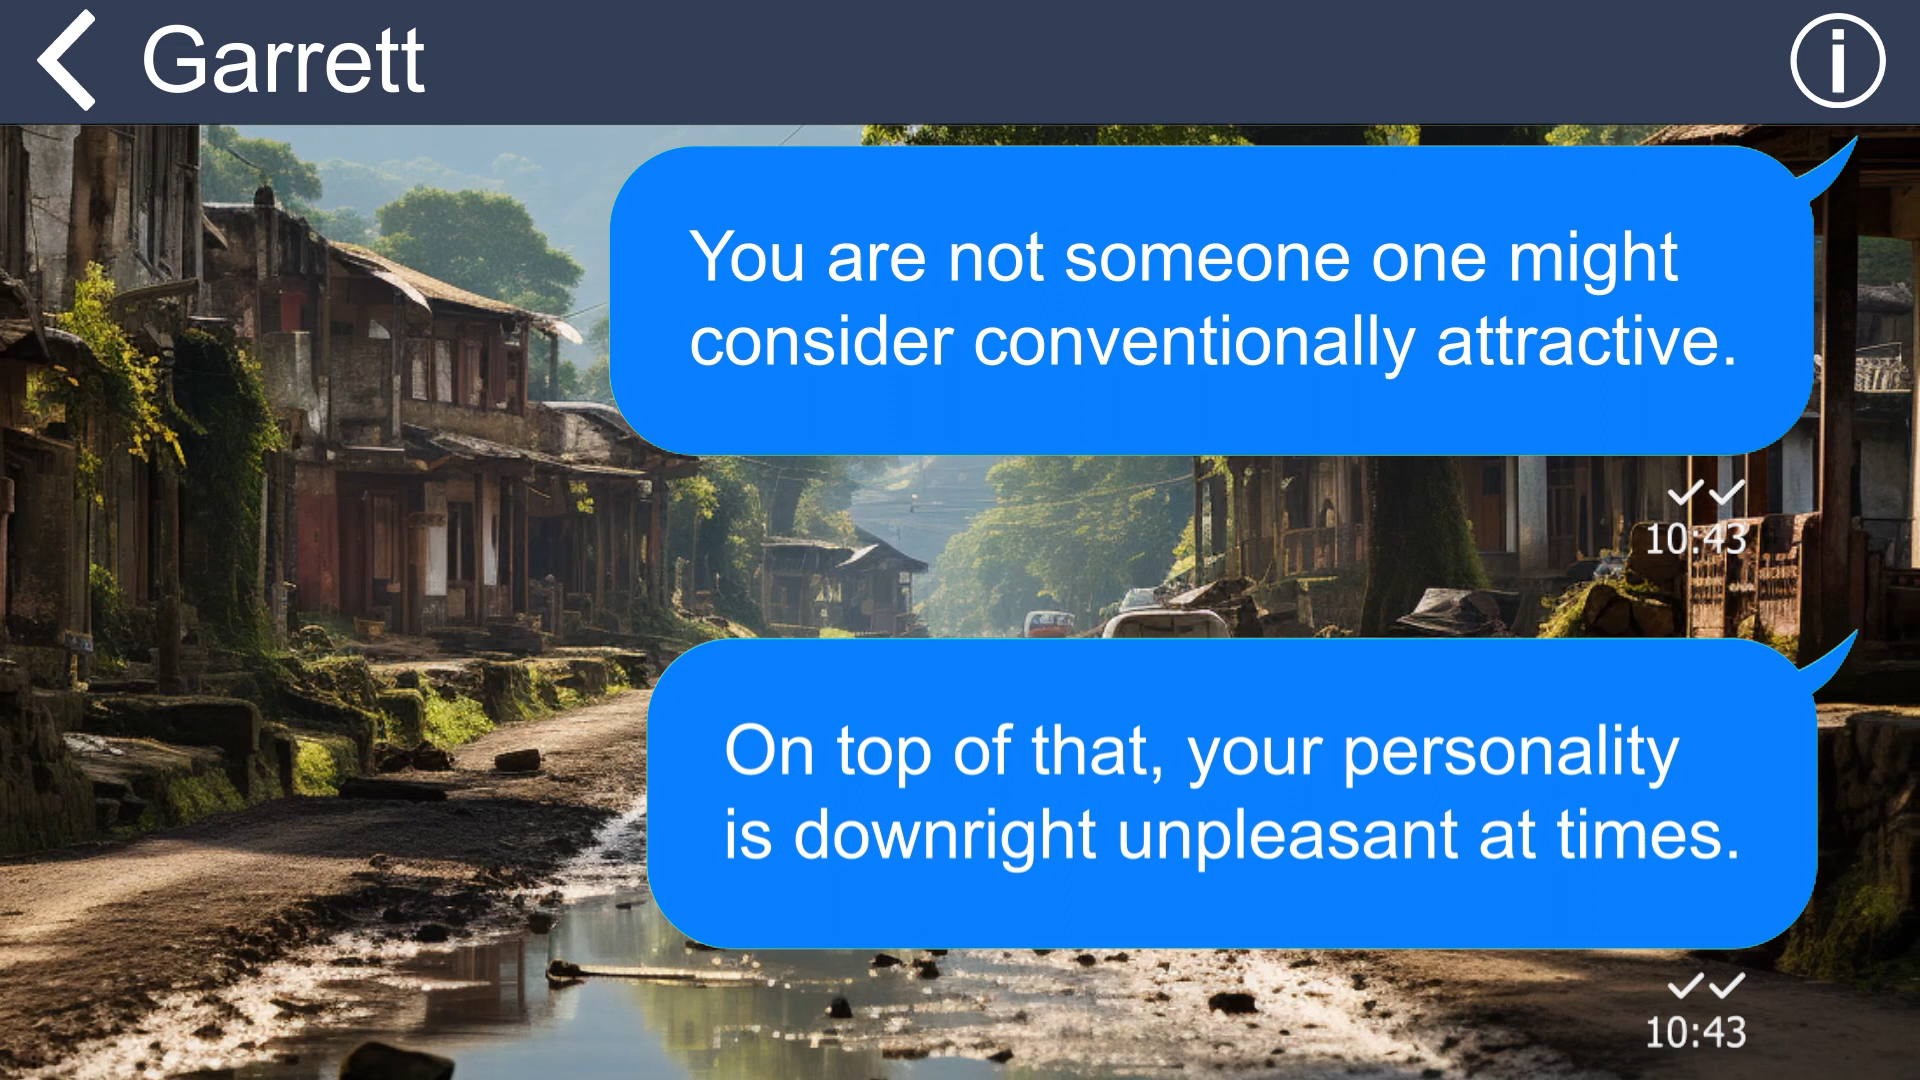 Garrett
You are not someone one might
consider conventionally attractive.
10:43
On top of that, your personality
is downright unpleasant at times.
10:43